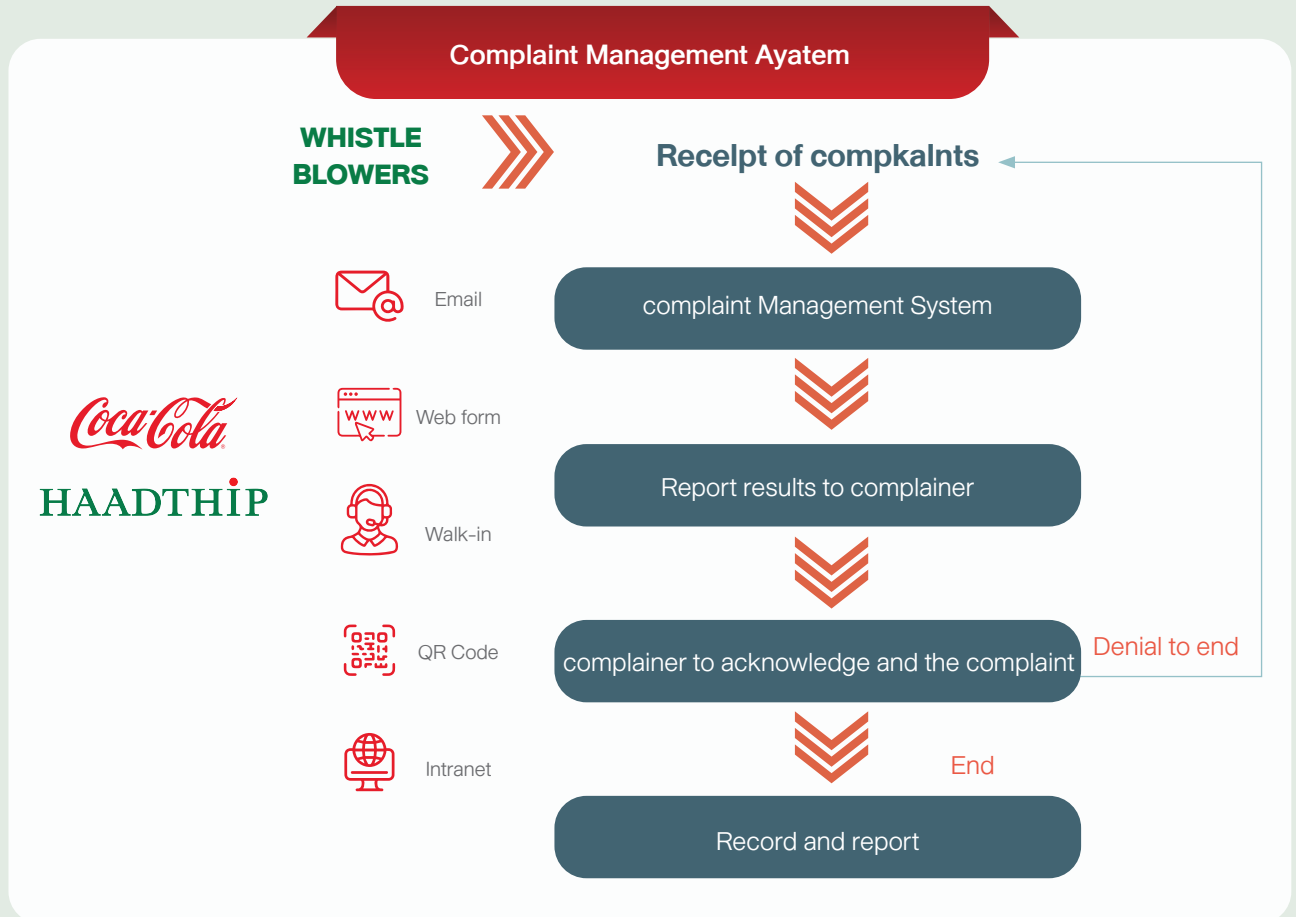 Complaint Management Ayatem
WHISTLE
BLOWERS
Recelpt of compkalnts
Email
complaint Management System
Web form
WWW
Coca-Cola
Report results to complainer
HAADTHIP
Walk-in
QR Code
complainer to acknowledge and the complaint
Denial to end
Intranet
End
Record and report